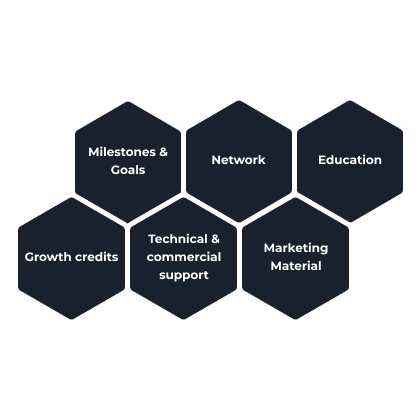 Milestones &
Goals
Network
Education
Growth credits
Technical &
commercial
support
Marketing
Material